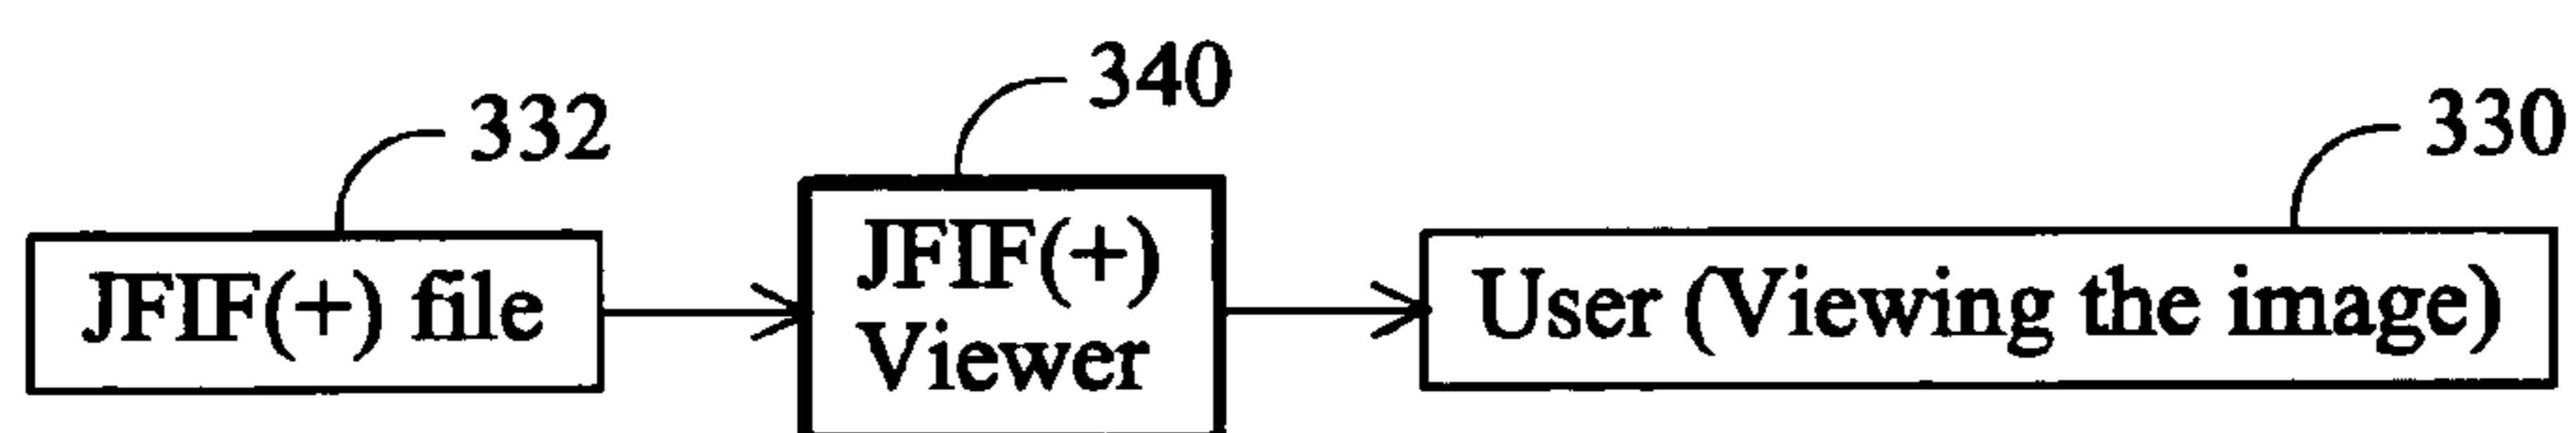 340
332
330
JFIF(+) file
JFIF(+)
Viewer
User (Viewing the image)